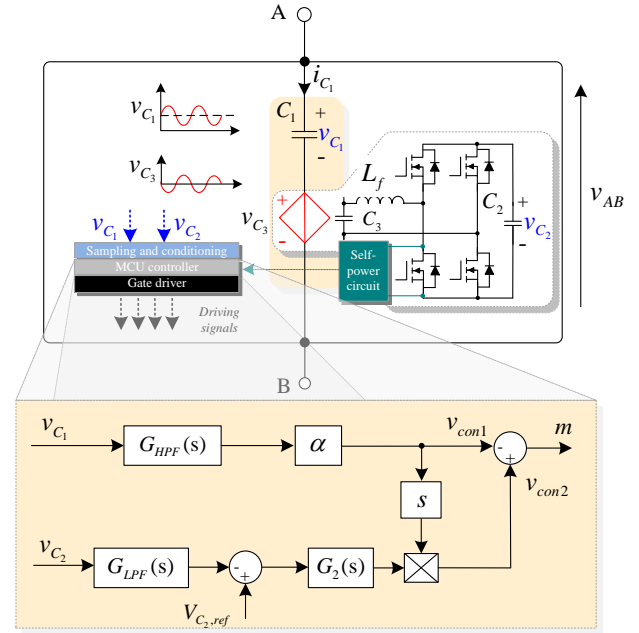 A
i_{C_1}
C_1
+
v_{C_1}
-
v_{C_1}
v_{C_3}
v_{AB}
L_f
C_2
+
v_{C_2}
-
v_{C_3}
+
-
C_3
v_{C_1}
v_{C_2}
Sampling and conditioning
MCU controller
Gate driver
Self-
power
circuit
Driving
signals
B
v_{C_1}
G_{HPF}(s)
α
v_{con1}
-
+
m
v_{con2}
s
v_{C_2}
G_{LPF}(s)
-
+
G_2(s)
V_{C_2,ref}